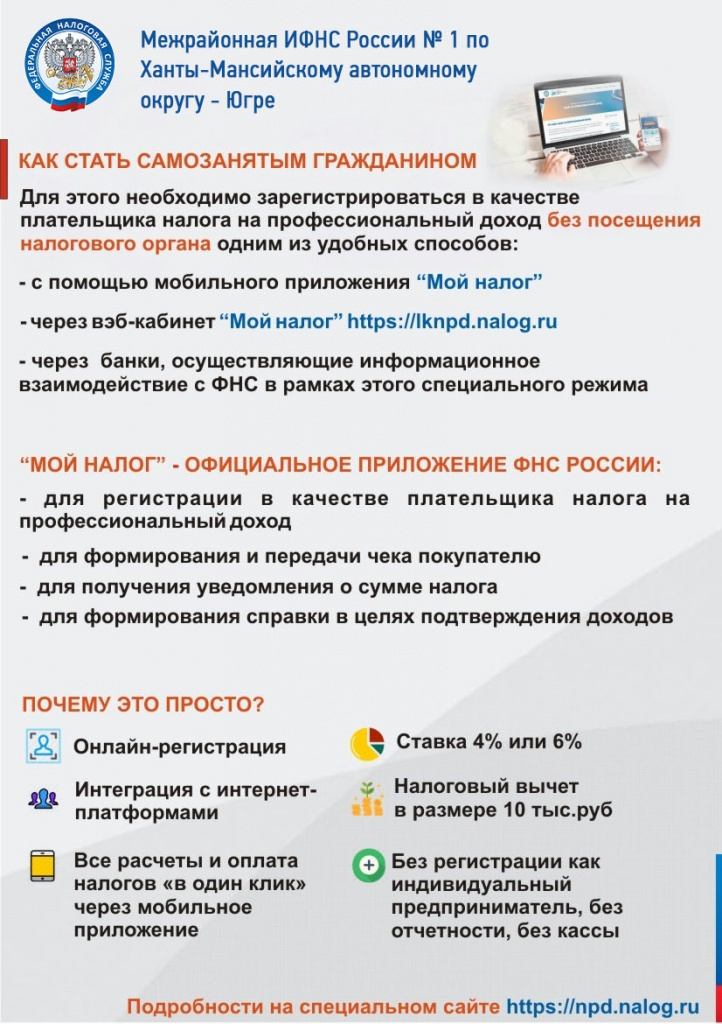 ФЕДЕРАЛЬНАЯ НАЛОГОВАЯ СЛУЖБА
Межрайонная ИФНС России № 1 по
Ханты-Мансийскому автономному
округу - Югре
КАК СТАТЬ САМОЗАНЯТЫМ ГРАЖДАНИНОМ
Для этого необходимо зарегистрироваться в качестве
плательщика налога на профессиональный доход без посещения
налогового органа одним из удобных способов:
- с помощью мобильного приложения “Мой налог”
- через вэб-кабинет “Мой налог” https://lknpd.nalog.ru
- через банки, осуществляющие информационное
взаимодействие с ФНС в рамках этого специального режима
“МОЙ НАЛОГ” - ОФИЦИАЛЬНОЕ ПРИЛОЖЕНИЕ ФНС РОССИИ:
- для регистрации в качестве плательщика налога на
профессиональный доход
- для формирования и передачи чека покупателю
- для получения уведомления о сумме налога
- для формирования справки в целях подтверждения доходов
ПОЧЕМУ ЭТО ПРОСТО?
Онлайн-регистрация
Ставка 4% или 6%
Интеграция с интернет-
платформами
Налоговый вычет
в размере 10 тыс.руб
Все расчеты и оплата
налогов «в один клик»
через мобильное
приложение
Без регистрации как
индивидуальный
предприниматель, без
отчетности, без кассы
Подробности на специальном сайте https://npd.nalog.ru